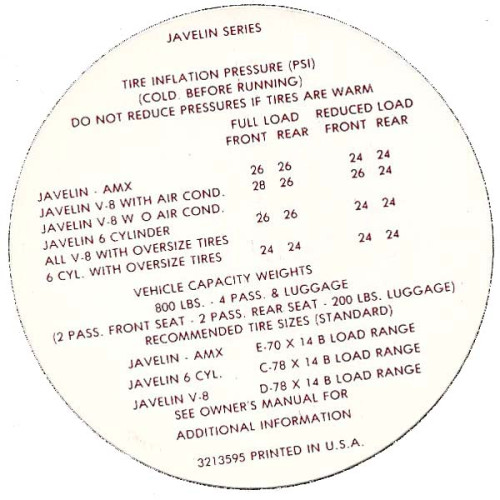 JAVELIN SERIES
TIRE INFLATION PRESSURE (PSI)
(COLD. BEFORE RUNNING)
DO NOT REDUCE PRESSURES IF TIRES ARE WARM
FULL LOAD REDUCED LOAD
FRONT REAR FRONT REAR
JAVELIN - AMX 26 26 24 24
JAVELIN V-8 WITH AIR COND. 28 26 26 24
JAVELIN V-8 W O AIR COND.
JAVELIN 6 CYLINDER 26 26 24 24
ALL V-8 WITH OVERSIZE TIRES
6 CYL. WITH OVERSIZE TIRES 24 24 24 24
VEHICLE CAPACITY WEIGHTS
800 LBS. - 4 PASS. & LUGGAGE
(2 PASS. FRONT SEAT - 2 PASS. REAR SEAT - 200 LBS. LUGGAGE)
RECOMMENDED TIRE SIZES (STANDARD)
JAVELIN - AMX E-70 X 14 B LOAD RANGE
JAVELIN 6 CYL. C-78 X 14 B LOAD RANGE
JAVELIN V-8 D-78 X 14 B LOAD RANGE
SEE OWNER'S MANUAL FOR
ADDITIONAL INFORMATION
3213595 PRINTED IN U.S.A.